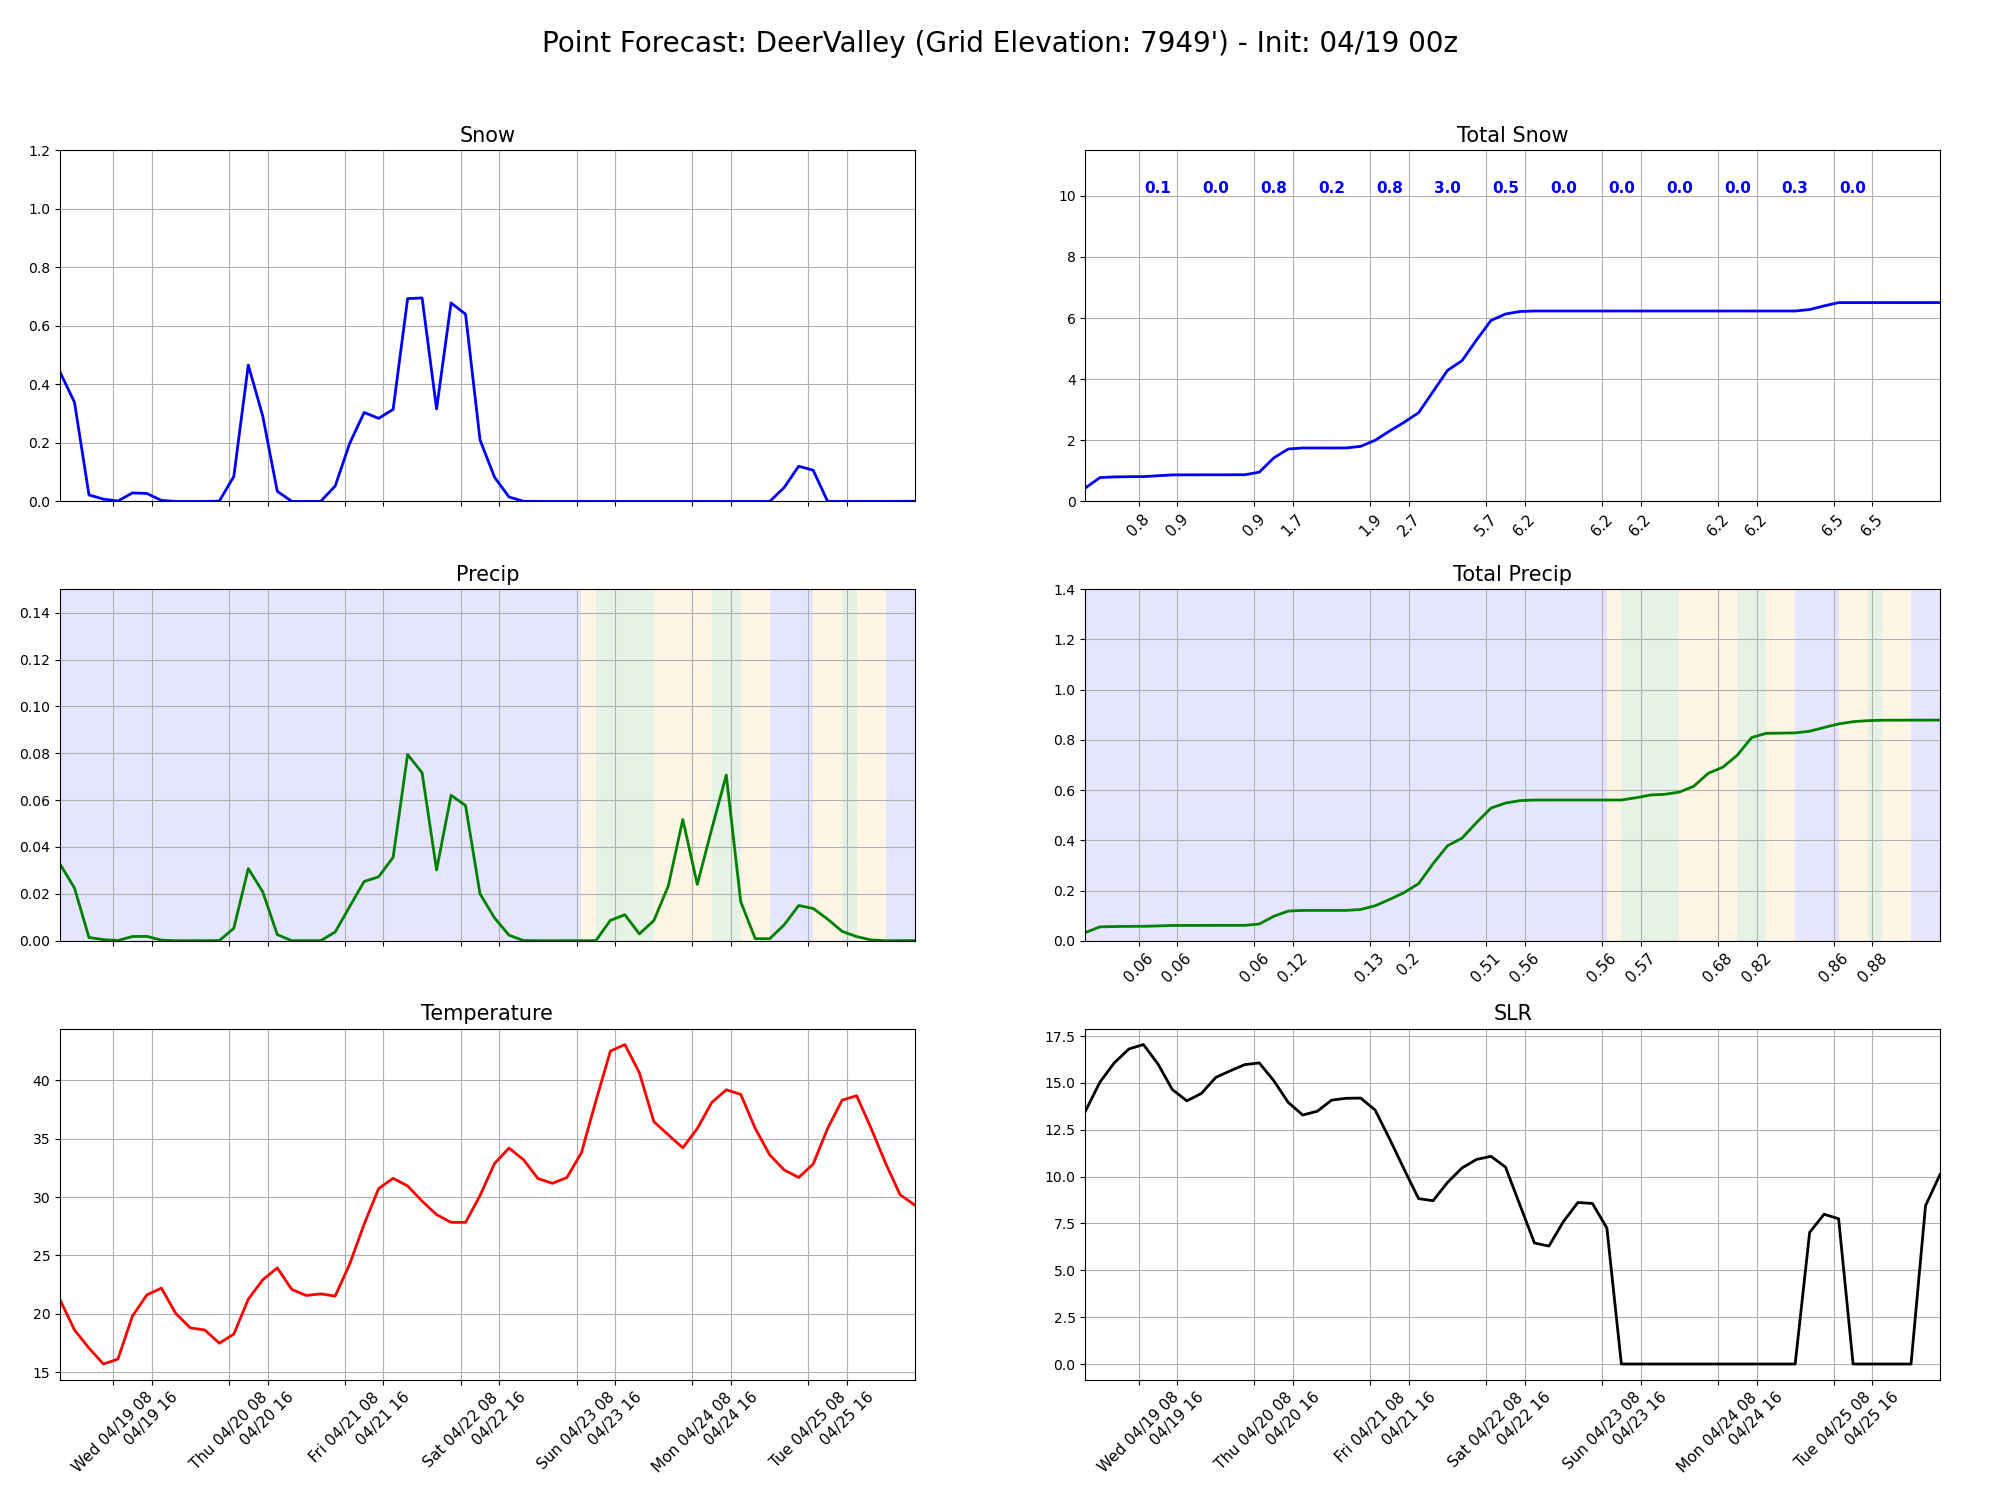 Point Forecast: DeerValley (Grid Elevation: 7949') - Init: 04/19 00z
Snow
1.2
1.0
0.8
0.6
0.4
0.2
0.0
Total Snow
0.1 0.0 0.8 0.2 0.8 3.0 0.5 0.0 0.0 0.0 0.0 0.3 0.0
10
8
6
4
2
0
0.8 0.9 0.9 1.7 1.9 2.7 5.7 6.2 6.2 6.2 6.2 6.2 6.5 6.5
Precip
0.14
0.12
0.10
0.08
0.06
0.04
0.02
0.00
Total Precip
1.4
1.2
1.0
0.8
0.6
0.4
0.2
0.0
0.06 0.06 0.06 0.12 0.13 0.2 0.51 0.56 0.56 0.57 0.68 0.82 0.86 0.88
Temperature
40
35
30
25
20
15
Wed 04/19 08
04/19 16
Thu 04/20 08
04/20 16
Fri 04/21 08
04/21 16
Sat 04/22 08
04/22 16
Sun 04/23 08
04/23 16
Mon 04/24 08
04/24 16
Tue 04/25 08
04/25 16
SLR
17.5
15.0
12.5
10.0
7.5
5.0
2.5
0.0
Wed 04/19 08
04/19 16
Thu 04/20 08
04/20 16
Fri 04/21 08
04/21 16
Sat 04/22 08
04/22 16
Sun 04/23 08
04/23 16
Mon 04/24 08
04/24 16
Tue 04/25 08
04/25 16